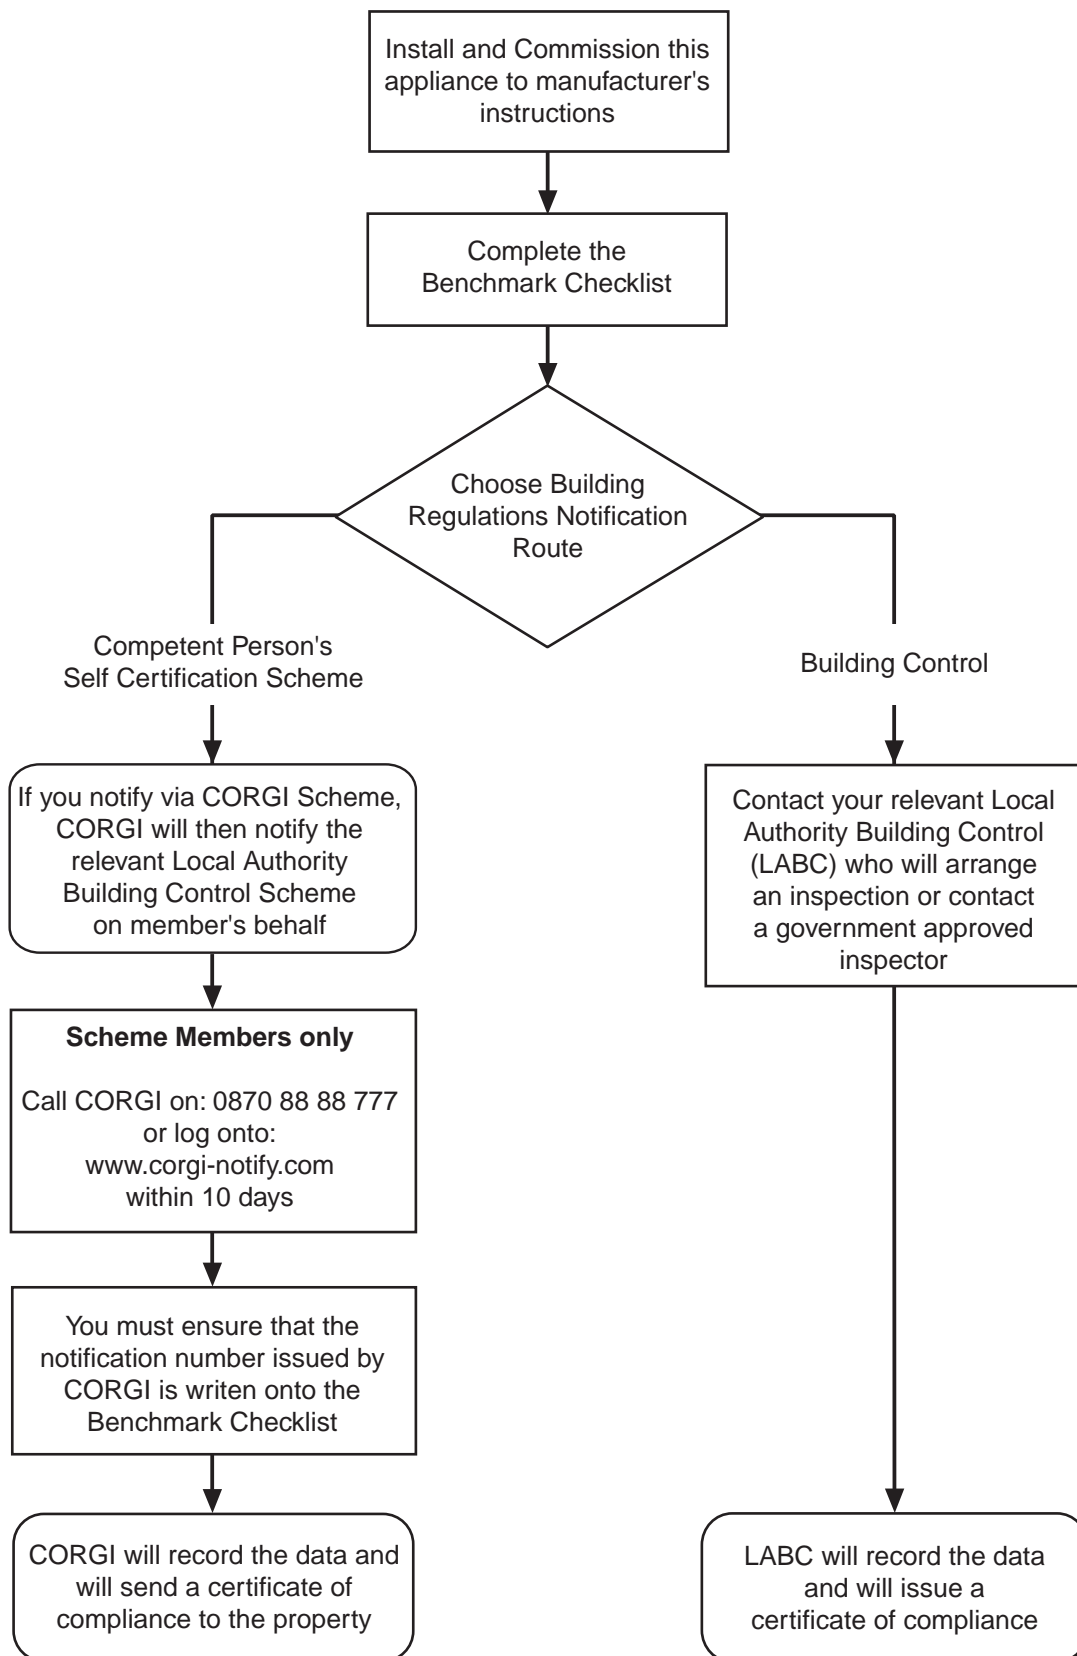 Install and Commission this
appliance to manufacturer's
instructions
Complete the
Benchmark Checklist
Choose Building
Regulations Notification
Route
Competent Person's
Self Certification Scheme
Building Control
If you notify via CORGI Scheme,
CORGI will then notify the
relevant Local Authority
Building Control Scheme
on member's behalf
Contact your relevant Local
Authority Building Control
(LABC) who will arrange
an inspection or contact
a government approved
inspector
Scheme Members only
Call CORGI on: 0870 88 88 777
or log onto:
www.corgi-notify.com
within 10 days
You must ensure that the
notification number issued by
CORGI is writen onto the
Benchmark Checklist
CORGI will record the data and
will send a certificate of
compliance to the property
LABC will record the data
and will issue a
certificate of compliance